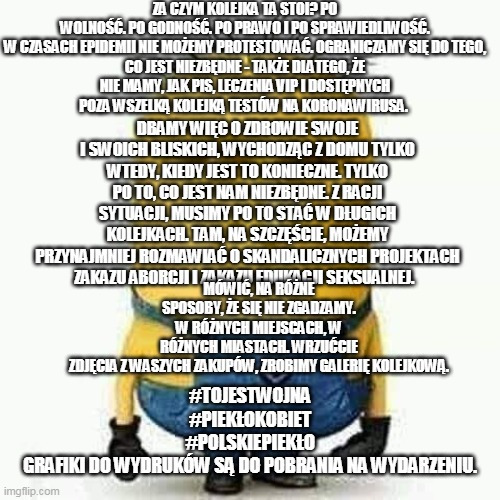 ZA CZYM KOLEJKA TA STOI? PO
WOLNOŚĆ. PO GODNOŚĆ. PO PRAWO I PO SPRAWIEDLIWOŚĆ.
W CZASACH EPIDEMII NIE MOŻEMY PROTESTOWAĆ. OGRANICZAMY SIĘ DO TEGO,
CO JEST NIEZBĘDNE - TAKŻE DLATEGO, ŻE
NIE MAMY, JAK PIS, LECZENIA VIP I DOSTĘPNYCH
POZA WSZELKĄ KOLEJKĄ TESTÓW NA KORONAWIRUSA.
DBAMY WIĘC O ZDROWIE SWOJE
I SWOICH BLISKICH, WYCHODZĄC Z DOMU TYLKO
WTEDY, KIEDY JEST TO KONIECZNE. TYLKO
PO TO, CO JEST NAM NIEZBĘDNE. Z RACJI
SYTUACJI, MUSIMY PO TO STAĆ W DŁUGICH
KOLEJKACH. TAM, NA SZCZĘŚCIE, MOŻEMY
PRZYNAJMNIEJ ROZMAWIAĆ O SKANDALICZNYCH PROJEKTACH
ZAKAZU ABORCJI I ZAKAZU EDUKACJI SEKSUALNEJ.
MÓWIĆ, NA RÓŻNE
SPOSOBY, ŻE SIĘ NIE ZGADZAMY.
W RÓŻNYCH MIEJSCACH, W
RÓŻNYCH MIASTACH. WRZUĆCIE
ZDJĘCIA Z WASZYCH ZAKUPÓW, ZROBIMY GALERIĘ KOLEJKOWĄ.
#TOJESTWOJNA
#PIEKŁOKOBIET
#POLSKIEPIEKŁO
GRAFIKI DO WYDRUKÓW SĄ DO POBRANIA NA WYDARZENIU.
imgflip.com